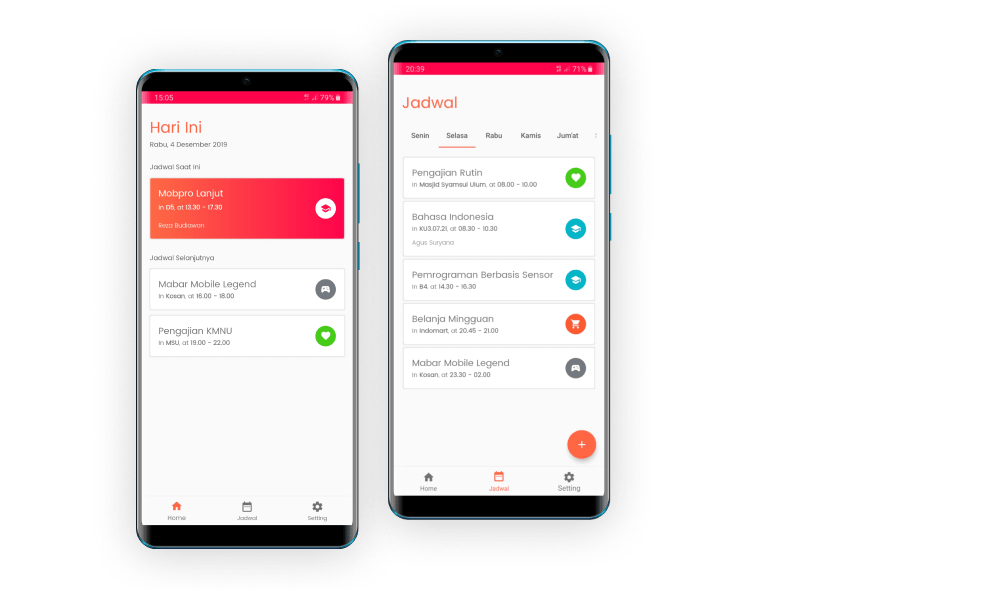 15:05
79%
Hari Ini
Rabu, 4 Desember 2019
Jadwal Saat Ini
Mobpro Lanjut
in D5, at 13.30 - 17.30
Reza Budiawan
Jadwal Selanjutnya
Mabar Mobile Legend
in Kosan, at 16.00 - 18.00
Pengajian KMNU
in MSU, at 19.00 - 22.00
Home Jadwal Setting
20:39
71%
Jadwal
Senin Selasa Rabu Kamis Jum'at
Pengajian Rutin
in Masjid Syamsul Ulum, at 08.00 - 10.00
Bahasa Indonesia
in KU3.07.21, at 08.30 - 10.30
Agus Suryana
Pemrograman Berbasis Sensor
in B4, at 14.30 - 16.30
Belanja Mingguan
in Indomart, at 20.45 - 21.00
Mabar Mobile Legend
in Kosan, at 23.30 - 02.00
+
Home Jadwal Setting